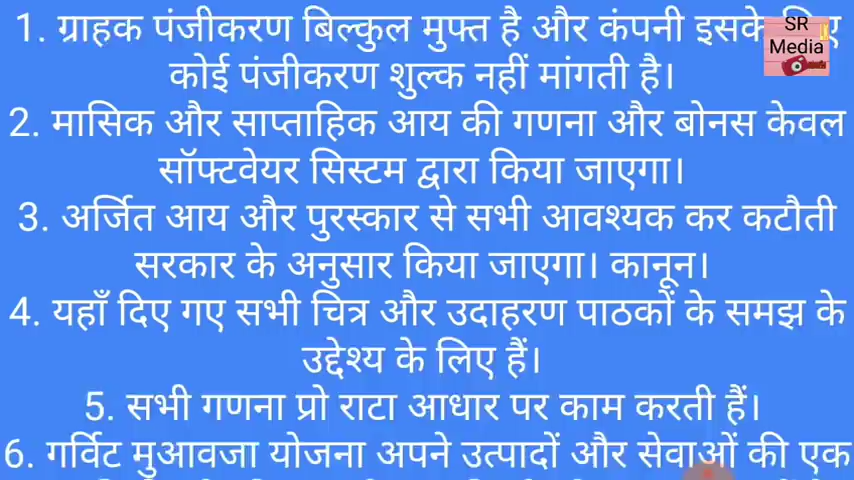 1. ग्राहक पंजीकरण बिल्कुल मुफ्त है और कंपनी इसके
कोई पंजीकरण शुल्क नहीं मांगती है।
2. मासिक और साप्ताहिक आय की गणना और बोनस केवल
सॉफ्टवेयर सिस्टम द्वारा किया जाएगा।
3. अर्जित आय और पुरस्कार से सभी आवश्यक कर कटौती
सरकार के अनुसार किया जाएगा। कानून।
4. यहाँ दिए गए सभी चित्र और उदाहरण पाठकों के समझ के
उद्देश्य के लिए हैं।
5. सभी गणना प्रो राटा आधार पर काम करती हैं।
6. गर्विट मुआवजा योजना अपने उत्पादों और सेवाओं की एक
SR
Media